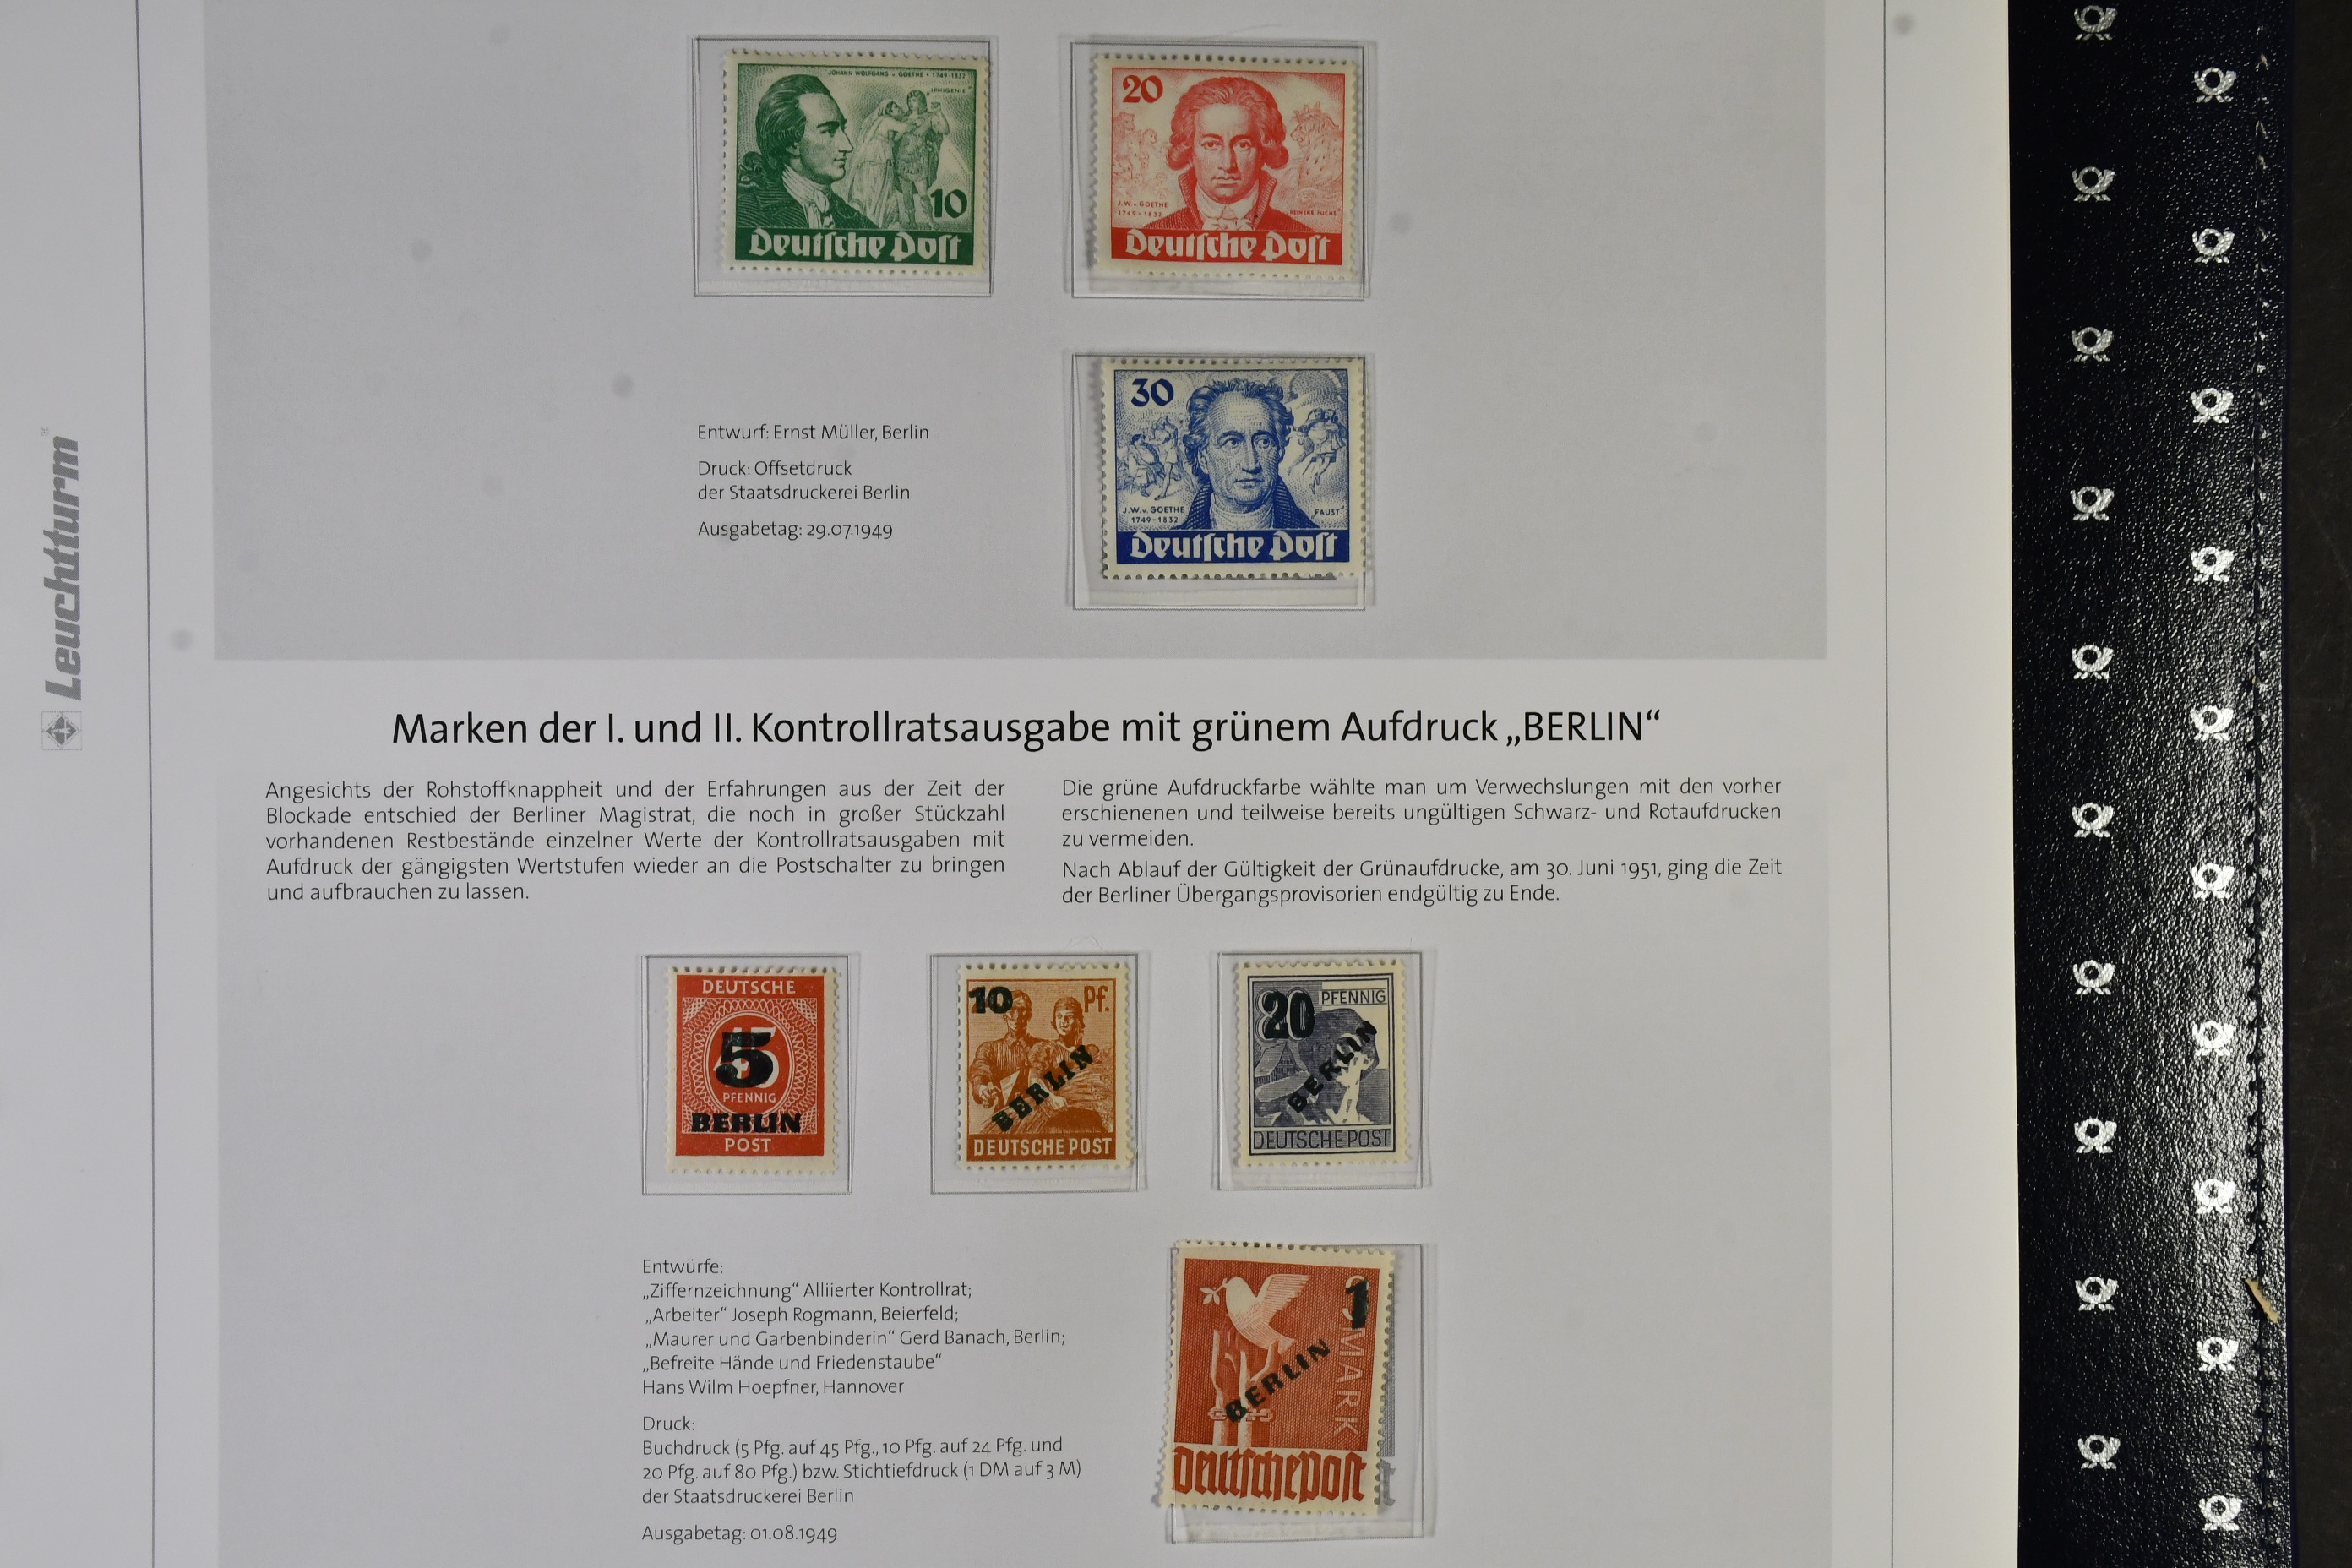 JOHANN WOLFGANG v. GOETHE • 1749-1832
„IPHIGENIE"
10
Deutsche Post
20
J.W.v. GOETHE
1749-1832
„REINEKE FUCHS"
Deutsche Post
30
J.W.v. GOETHE
1749-1832
„FAUST"
Deutsche Post
Entwurf: Ernst Müller, Berlin
Druck: Offsetdruck
der Staatsdruckerei Berlin
Ausgabetag: 29.07.1949
Leuchtturm®
Marken der I. und II. Kontrollratsausgabe mit grünem Aufdruck „BERLIN“
Angesichts der Rohstoffknappheit und der Erfahrungen aus der Zeit der
Blockade entschied der Berliner Magistrat, die noch in großer Stückzahl
vorhandenen Restbestände einzelner Werte der Kontrollratsausgaben mit
Aufdruck der gängigsten Wertstufen wieder an die Postschalter zu bringen
und aufbrauchen zu lassen.
Die grüne Aufdruckfarbe wählte man um Verwechslungen mit den vorher
erschienenen und teilweise bereits ungültigen Schwarz- und Rotaufdrucken
zu vermeiden.
Nach Ablauf der Gültigkeit der Grünaufdrucke, am 30. Juni 1951, ging die Zeit
der Berliner Übergangsprovisorien endgültig zu Ende.
DEUTSCHE
45
5
PFENNIG
BERLIN
POST
10
Pf.
BERLIN
DEUTSCHE POST
20
PFENNIG
BERLIN
DEUTSCHE POST
Entwürfe:
„Ziffernzeichnung“ Alliierter Kontrollrat;
„Arbeiter“ Joseph Rogmann, Beierfeld;
„Maurer und Garbenbinderin“ Gerd Banach, Berlin;
„Befreite Hände und Friedenstaube“
Hans Wilm Hoepfner, Hannover
Druck:
Buchdruck (5 Pfg. auf 45 Pfg., 10 Pfg. auf 24 Pfg. und
20 Pfg. auf 80 Pfg.) bzw. Stichtiefdruck (1 DM auf 3 M)
der Staatsdruckerei Berlin
Ausgabetag: 01.08.1949
1
3 MARK
BERLIN
Deutsche Post
t